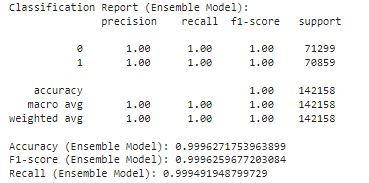 Classification Report (Ensemble Model):
precision recall f1-score support
0 1.00 1.00 1.00 71299
1 1.00 1.00 1.00 70859
accuracy 1.00 142158
macro avg 1.00 1.00 1.00 142158
weighted avg 1.00 1.00 1.00 142158
Accuracy (Ensemble Model): 0.9996271753963899
F1-score (Ensemble Model): 0.9996259677203084
Recall (Ensemble Model): 0.999491948799729